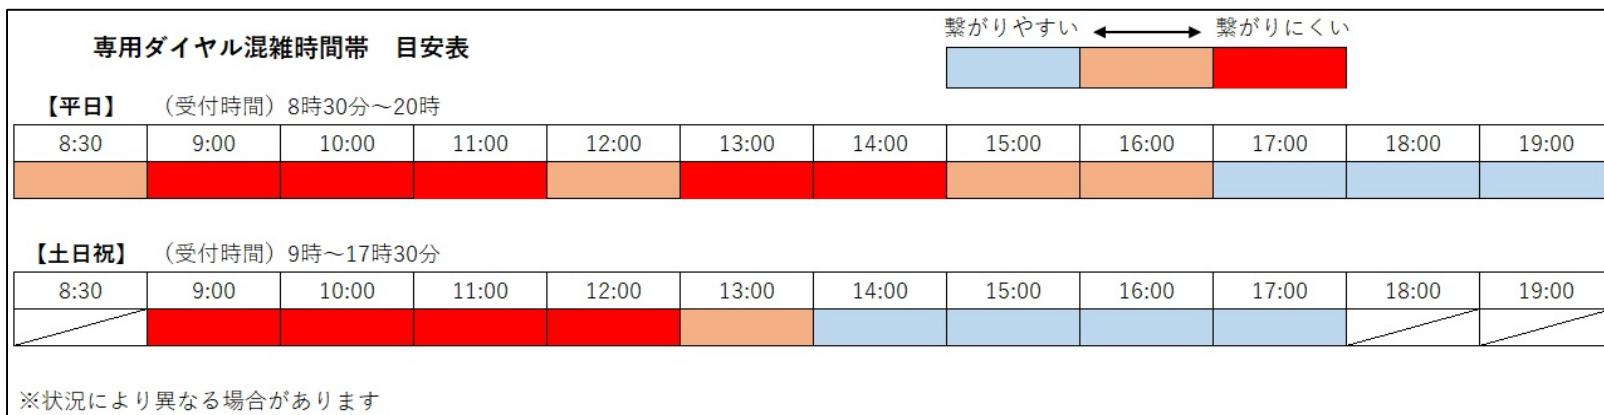 繋がりやすい 繋がりにくい
専用ダイヤル混雑時間帯 目安表
【平日】 （受付時間）8時30分～20時
8:30 9:00 10:00 11:00 12:00 13:00 14:00 15:00 16:00 17:00 18:00 19:00
【土日祝】 （受付時間）9時～17時30分
8:30 9:00 10:00 11:00 12:00 13:00 14:00 15:00 16:00 17:00 18:00 19:00
※状況により異なる場合があります